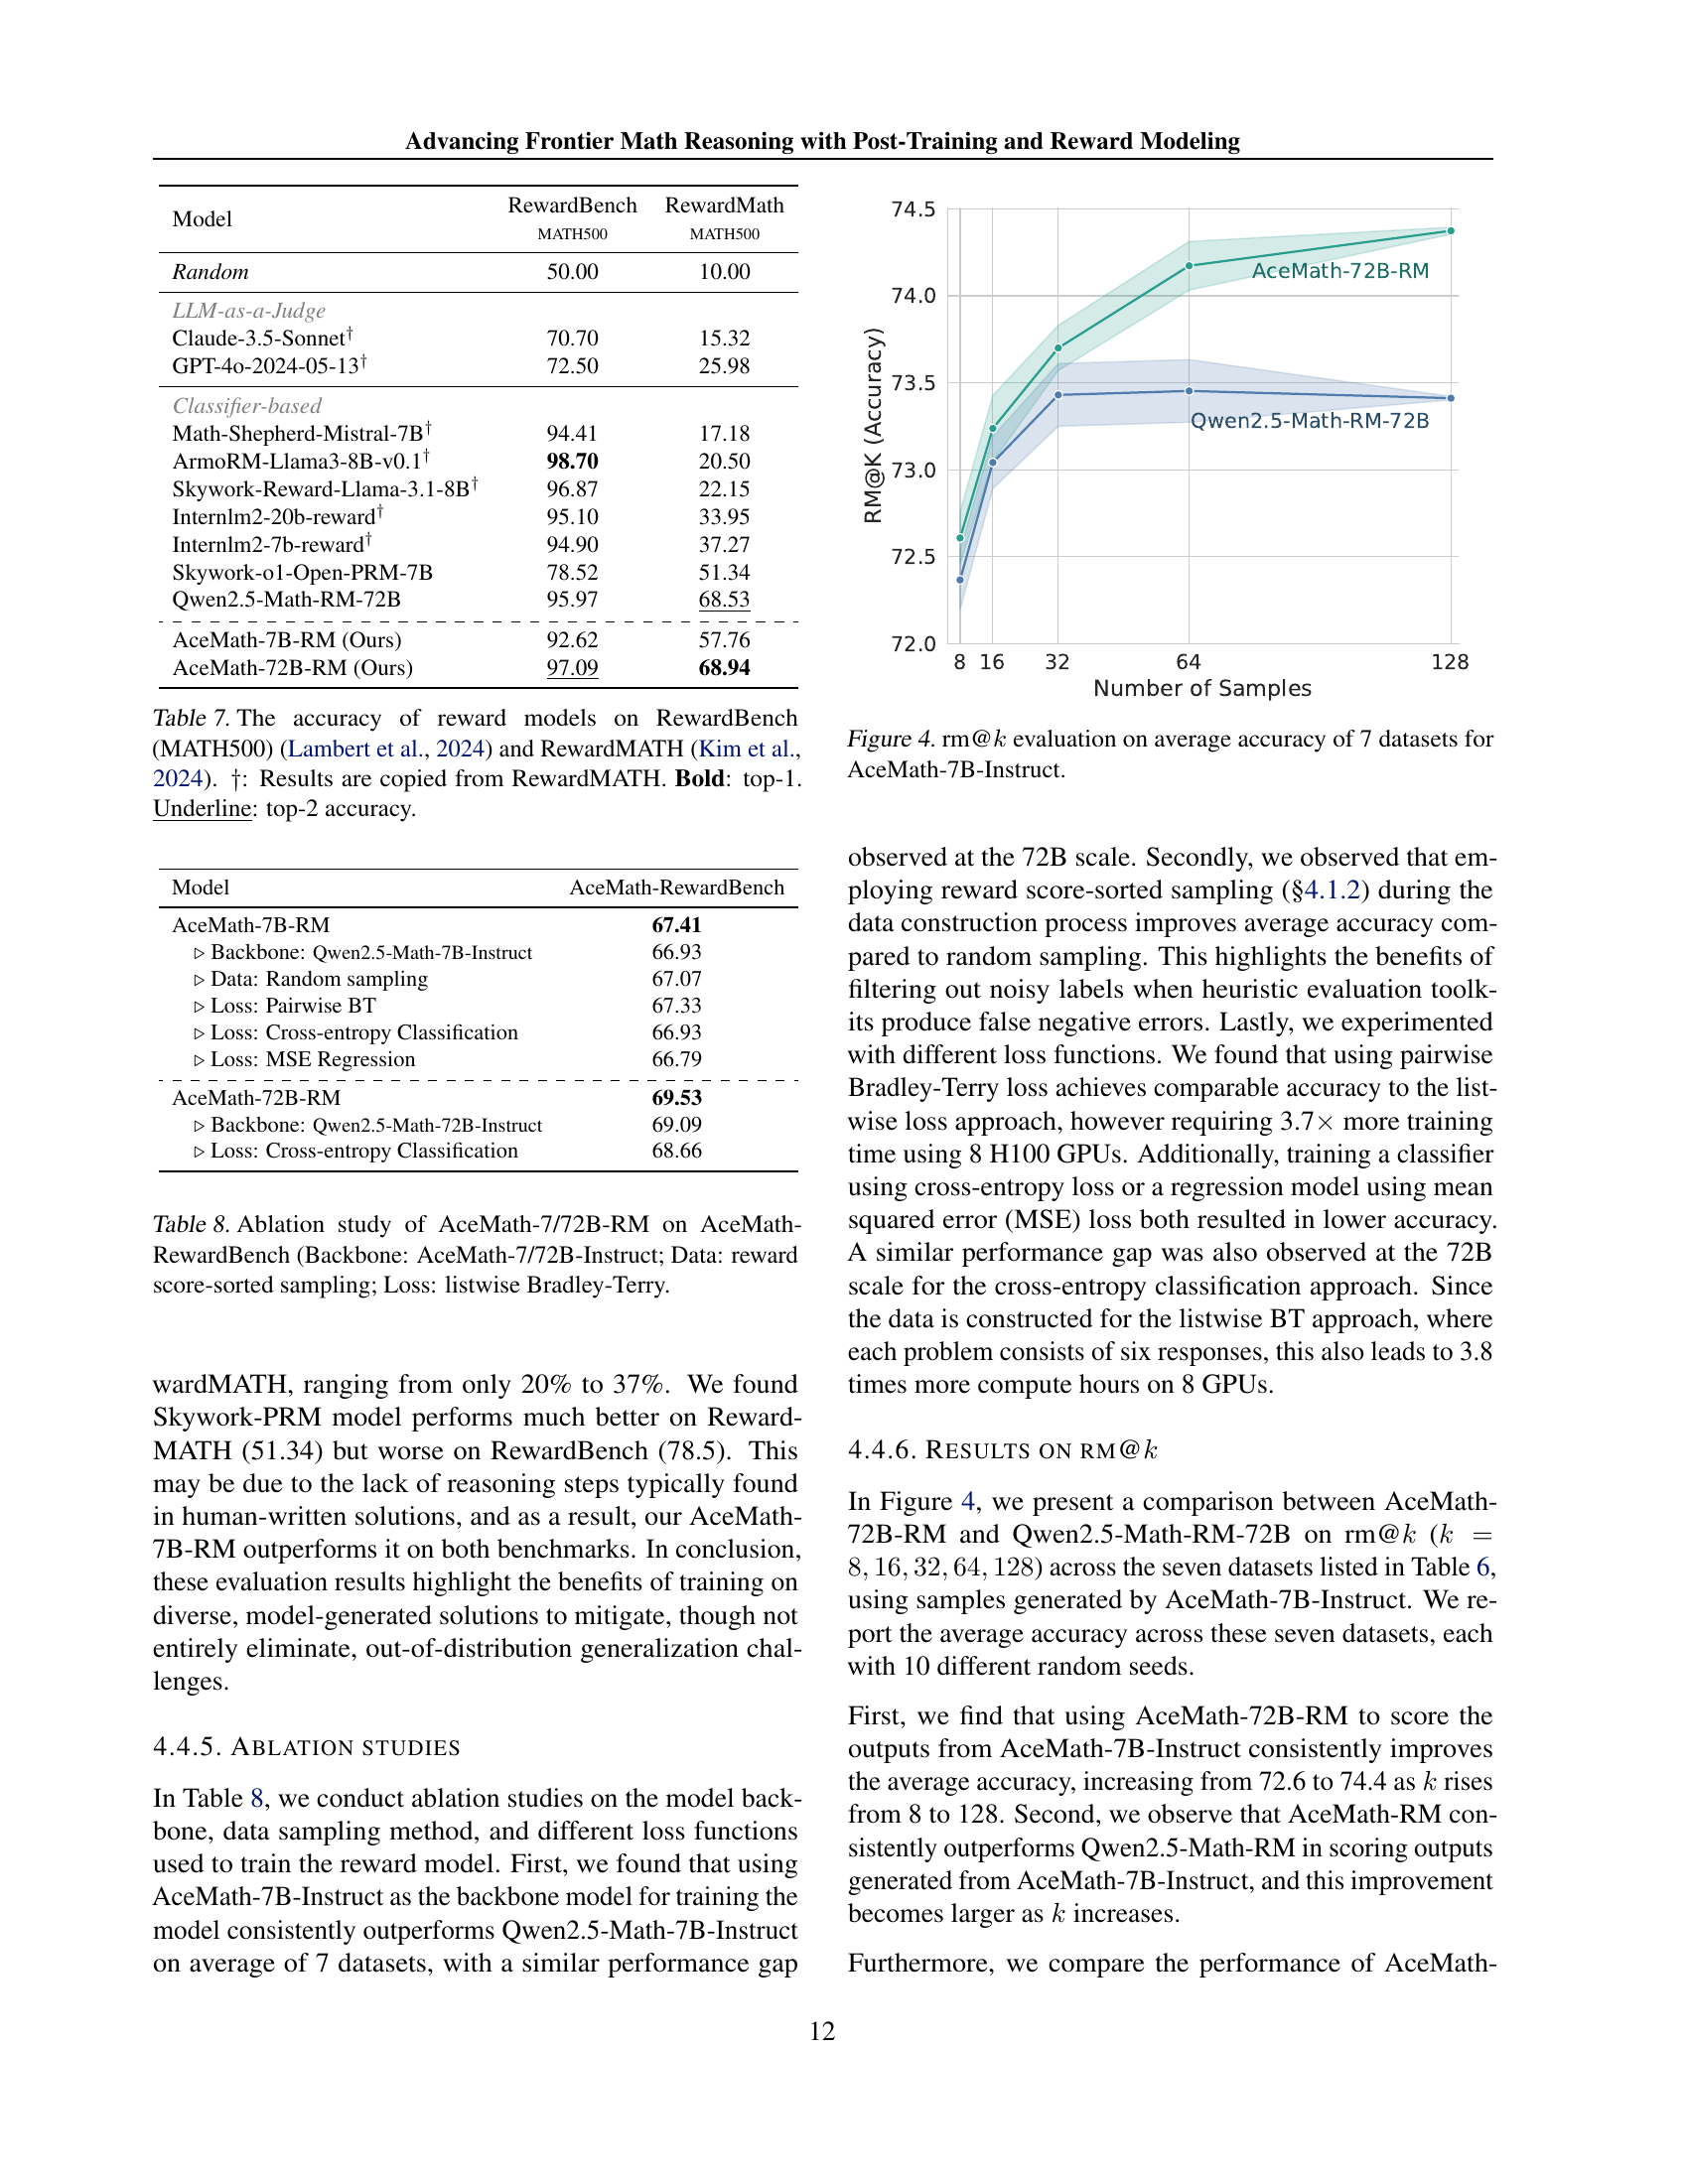 Advancing Frontier Math Reasoning with Post-Training and Reward Modeling
Model RewardBench RewardMath
MATH500 MATH500
Random 50.00 10.00
LLM-as-a-Judge
Claude-3.5-Sonnet† 70.70 15.32
GPT-4o-2024-05-13† 72.50 25.98
Classifier-based
Math-Shepherd-Mistral-7B† 94.41 17.18
ArmoRM-Llama3-8B-v0.1† 98.70 20.50
Skywork-Reward-Llama-3.1-8B† 96.87 22.15
Internlm2-20b-reward† 95.10 33.95
Internlm2-7b-reward† 94.90 37.27
Skywork-o1-Open-PRM-7B 78.52 51.34
Qwen2.5-Math-RM-72B 95.97 68.53
AceMath-7B-RM (Ours) 92.62 57.76
AceMath-72B-RM (Ours) 97.09 68.94
Table 7. The accuracy of reward models on RewardBench
(MATH500) (Lambert et al., 2024) and RewardMATH (Kim et al.,
2024). †: Results are copied from RewardMATH. Bold: top-1.
Underline: top-2 accuracy.
Model AceMath-RewardBench
AceMath-7B-RM 67.41
▷ Backbone: Qwen2.5-Math-7B-Instruct 66.93
▷ Data: Random sampling 67.07
▷ Loss: Pairwise BT 67.33
▷ Loss: Cross-entropy Classification 66.93
▷ Loss: MSE Regression 66.79
AceMath-72B-RM 69.53
▷ Backbone: Qwen2.5-Math-72B-Instruct 69.09
▷ Loss: Cross-entropy Classification 68.66
Table 8. Ablation study of AceMath-7/72B-RM on AceMath-
RewardBench (Backbone: AceMath-7/72B-Instruct; Data: reward
score-sorted sampling; Loss: listwise Bradley-Terry.
wardMATH, ranging from only 20% to 37%. We found
Skywork-PRM model performs much better on Reward-
MATH (51.34) but worse on RewardBench (78.5). This
may be due to the lack of reasoning steps typically found
in human-written solutions, and as a result, our AceMath-
7B-RM outperforms it on both benchmarks. In conclusion,
these evaluation results highlight the benefits of training on
diverse, model-generated solutions to mitigate, though not
entirely eliminate, out-of-distribution generalization chal-
lenges.
4.4.5. ABLATION STUDIES
In Table 8, we conduct ablation studies on the model back-
bone, data sampling method, and different loss functions
used to train the reward model. First, we found that using
AceMath-7B-Instruct as the backbone model for training the
model consistently outperforms Qwen2.5-Math-7B-Instruct
on average of 7 datasets, with a similar performance gap
74.5
74.0
73.5
73.0
72.5
72.0
RM@K (Accuracy)
AceMath-72B-RM
Qwen2.5-Math-RM-72B
8 16 32 64 128
Number of Samples
Figure 4. rm@k evaluation on average accuracy of 7 datasets for
AceMath-7B-Instruct.
observed at the 72B scale. Secondly, we observed that em-
ploying reward score-sorted sampling (§4.1.2) during the
data construction process improves average accuracy com-
pared to random sampling. This highlights the benefits of
filtering out noisy labels when heuristic evaluation toolk-
its produce false negative errors. Lastly, we experimented
with different loss functions. We found that using pairwise
Bradley-Terry loss achieves comparable accuracy to the list-
wise loss approach, however requiring 3.7× more training
time using 8 H100 GPUs. Additionally, training a classifier
using cross-entropy loss or a regression model using mean
squared error (MSE) loss both resulted in lower accuracy.
A similar performance gap was also observed at the 72B
scale for the cross-entropy classification approach. Since
the data is constructed for the listwise BT approach, where
each problem consists of six responses, this also leads to 3.8
times more compute hours on 8 GPUs.
4.4.6. RESULTS ON RM@k
In Figure 4, we present a comparison between AceMath-
72B-RM and Qwen2.5-Math-RM-72B on rm@k (k =
8, 16, 32, 64, 128) across the seven datasets listed in Table 6,
using samples generated by AceMath-7B-Instruct. We re-
port the average accuracy across these seven datasets, each
with 10 different random seeds.
First, we find that using AceMath-72B-RM to score the
outputs from AceMath-7B-Instruct consistently improves
the average accuracy, increasing from 72.6 to 74.4 as k rises
from 8 to 128. Second, we observe that AceMath-RM con-
sistently outperforms Qwen2.5-Math-RM in scoring outputs
generated from AceMath-7B-Instruct, and this improvement
becomes larger as k increases.
Furthermore, we compare the performance of AceMath-
12